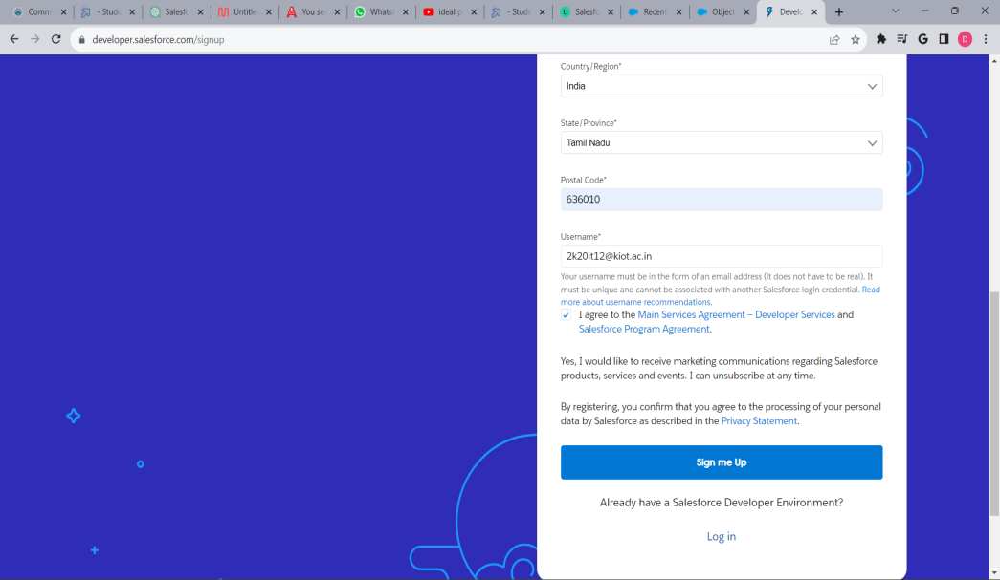 Comm
- Stude
Salesfo
Untitle
You se
Whats
ideal p
- Stude
Salesfo
Recent
Object
Develo
developer.salesforce.com/signup
D
Country/Region*
India
State/Province*
Tamil Nadu
Postal Code*
636010
Username*
2k20it12@kiot.ac.in
Your username must be in the form of an email address (it does not have to be real). It
must be unique and cannot be associated with another Salesforce login credential. Read
more about username recommendations.
I agree to the Main Services Agreement – Developer Services and
Salesforce Program Agreement.
Yes, I would like to receive marketing communications regarding Salesforce
products, services and events. I can unsubscribe at any time.
By registering, you confirm that you agree to the processing of your personal
data by Salesforce as described in the Privacy Statement.
Sign me Up
Already have a Salesforce Developer Environment?
Log in